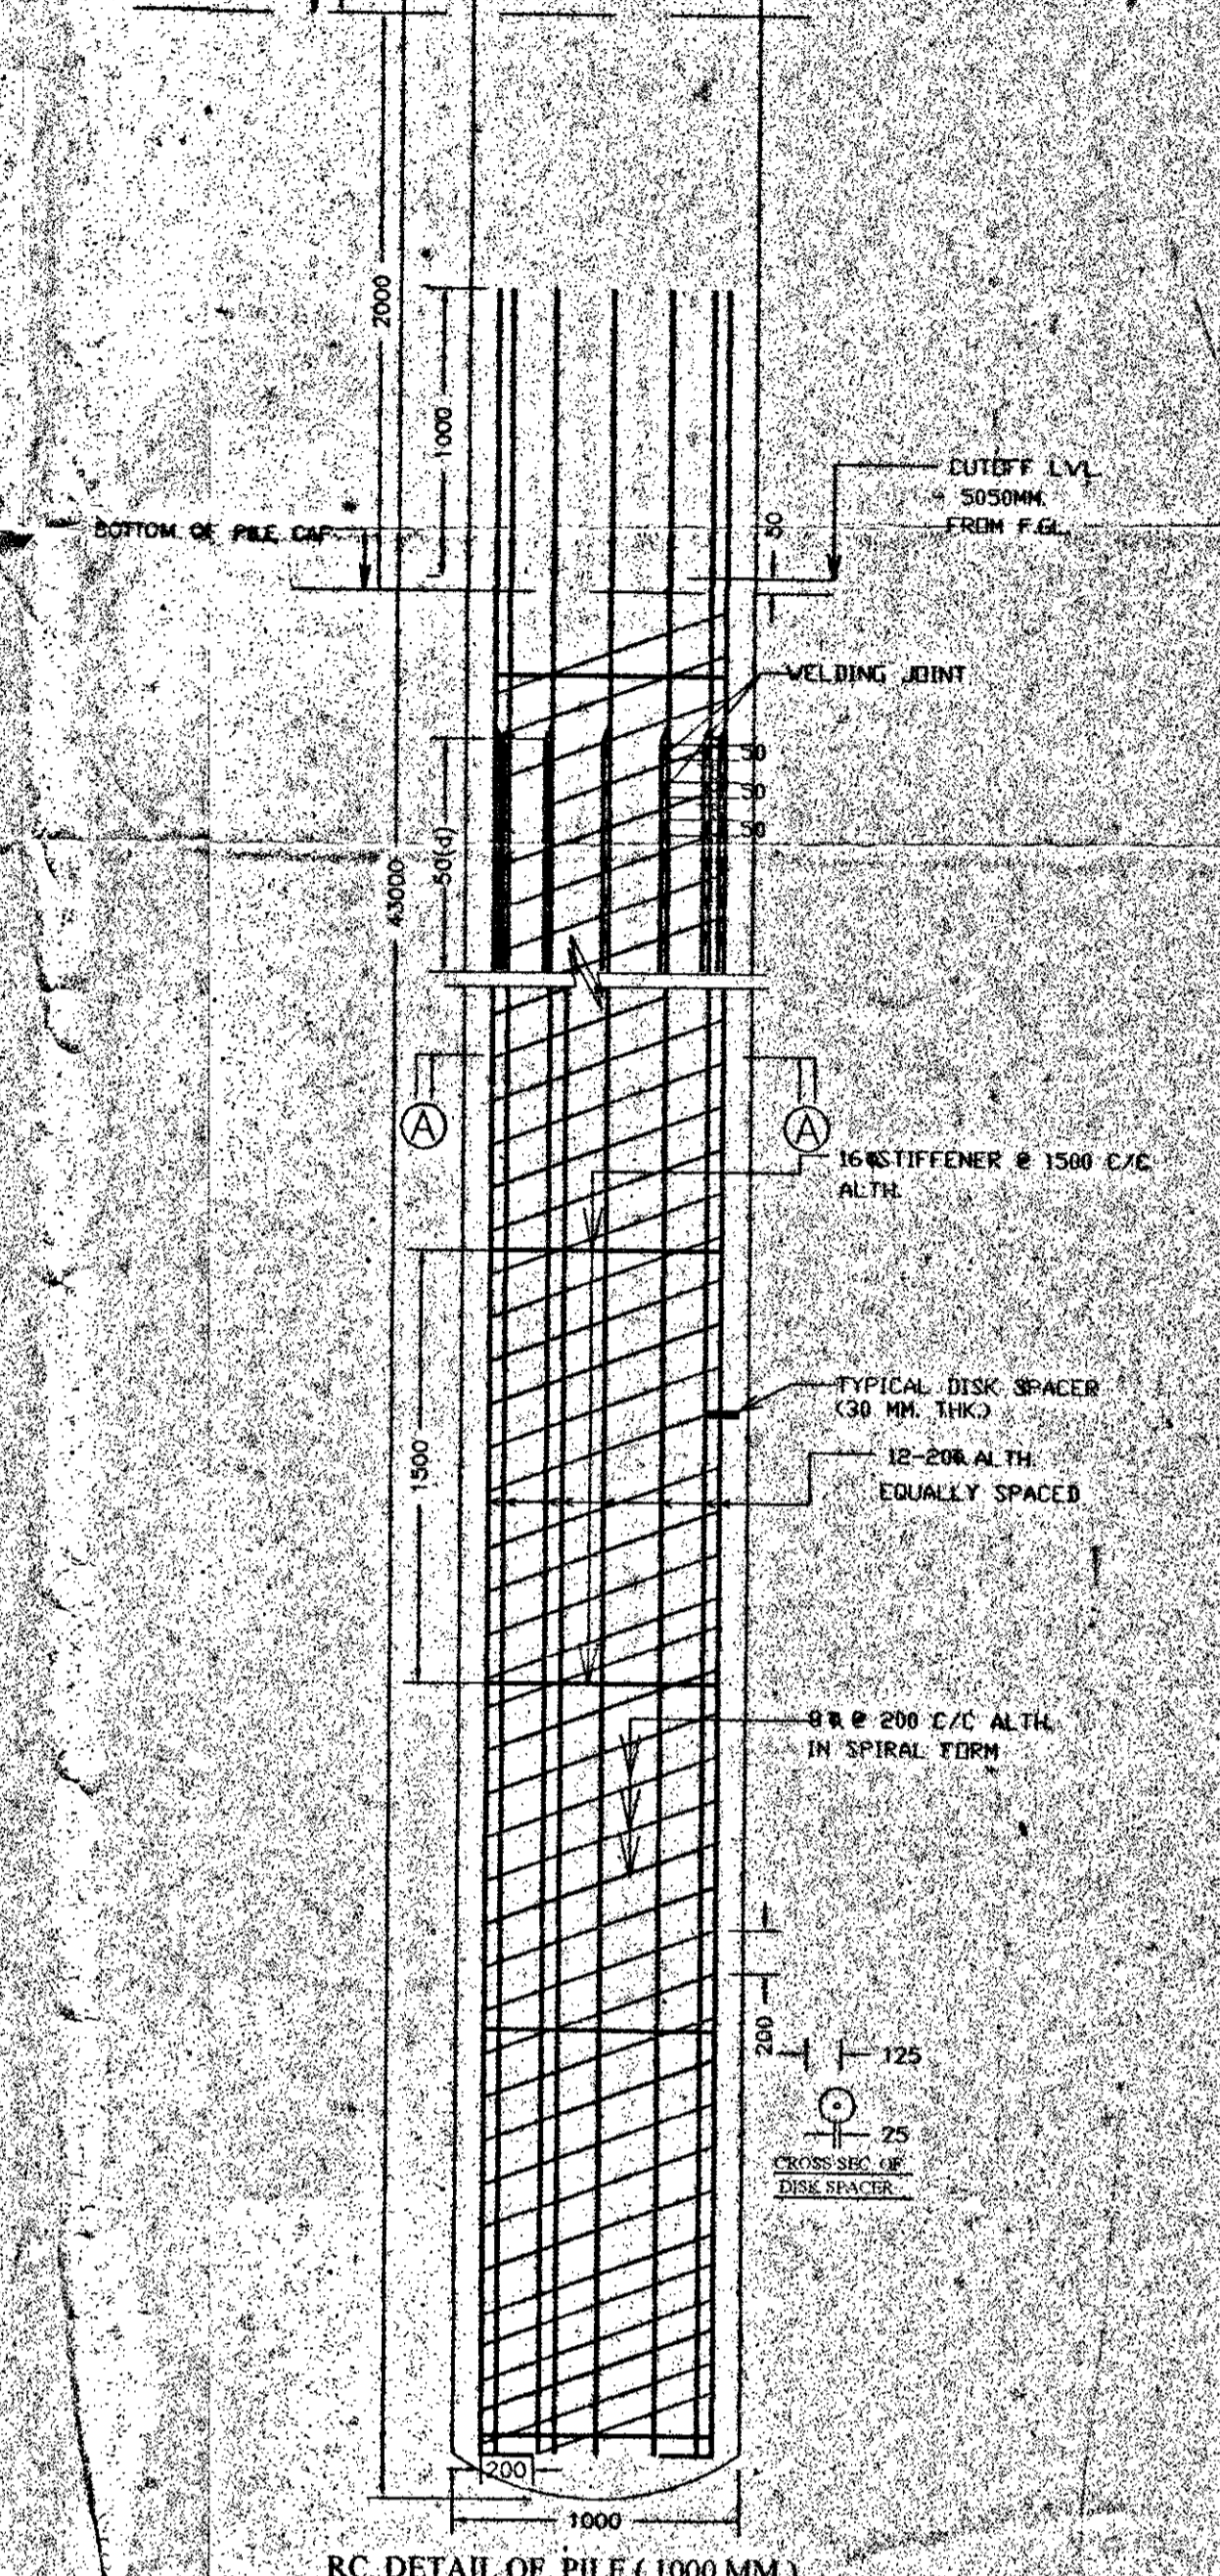 2000
1000
CUTOFF LVL.
5050MM.
FROM F.GL.
50
BOTTOM OF PILE CAP
WELDING JOINT
50
50
50
50(d)
43000
A
A
16Φ STIFFENER @ 1500 C/C
ALTH.
TYPICAL DISK SPACER
(30 MM. THK.)
1500
12-20Φ ALTH.
EQUALLY SPACED
@ 200 C/C ALTH.
IN SPIRAL FORM
200
125
25
CROSS SEC. OF
DISK SPACER
200
1000
RC DETAIL OF PILE (1000 MM.)